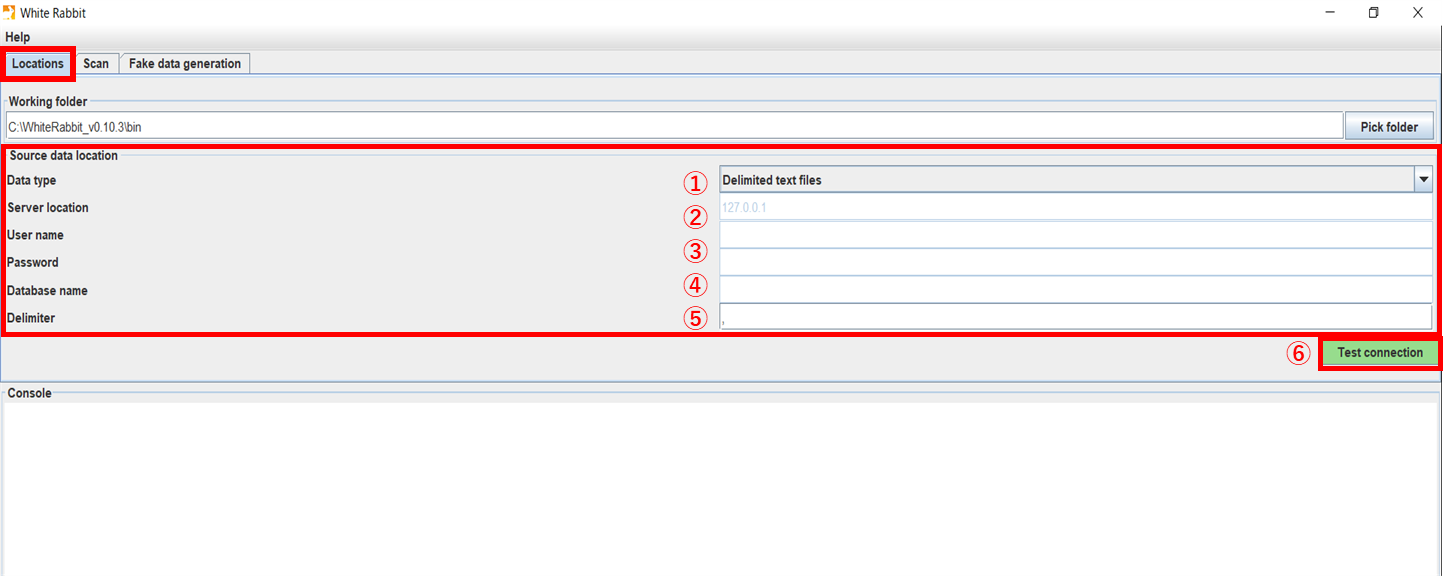 White Rabbit
Help
Locations Scan Fake data generation
Working folder
C:\WhiteRabbit_v0.10.3\bin Pick folder
Source data location
Data type ① Delimited text files
Server location ② 127.0.0.1
User name ③
Password
Database name ④
Delimiter ⑤ ,
⑥ Test connection
Console